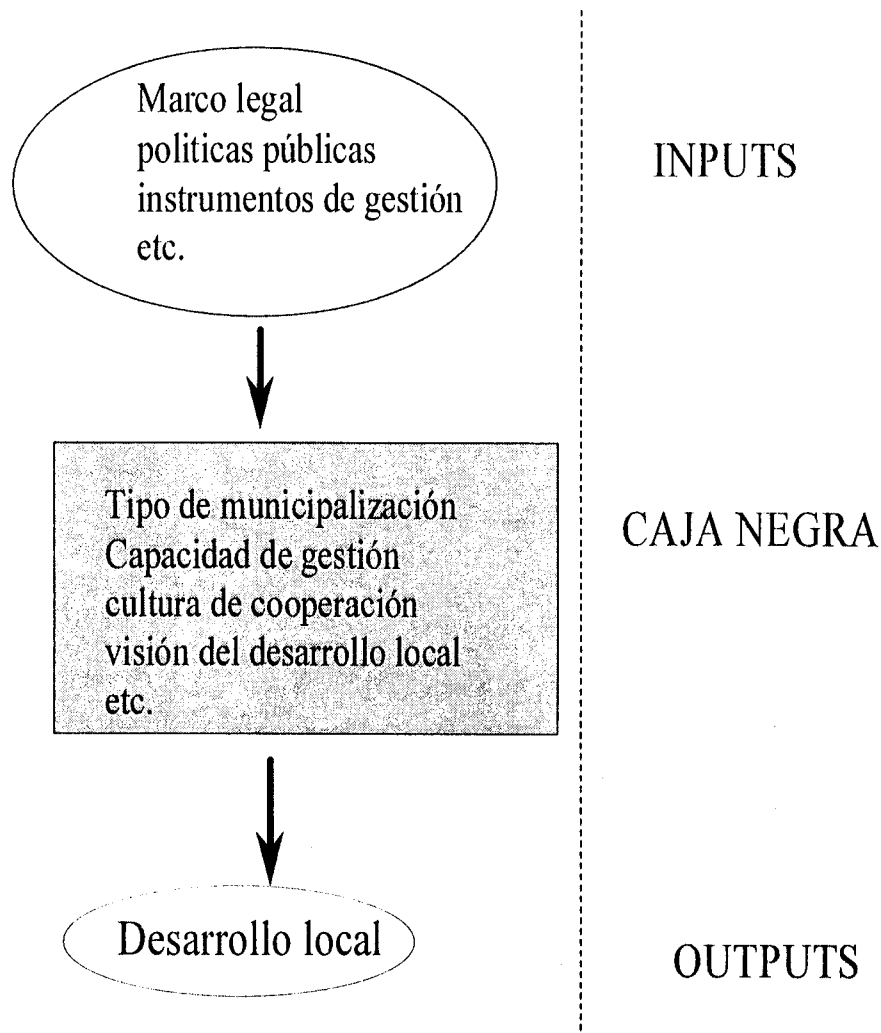 Marco legal
politicas públicas
instrumentos de gestión
etc.
INPUTS
Tipo de municipalización
Capacidad de gestión
cultura de cooperación
visión del desarrollo local
etc.
CAJA NEGRA
Desarrollo local
OUTPUTS